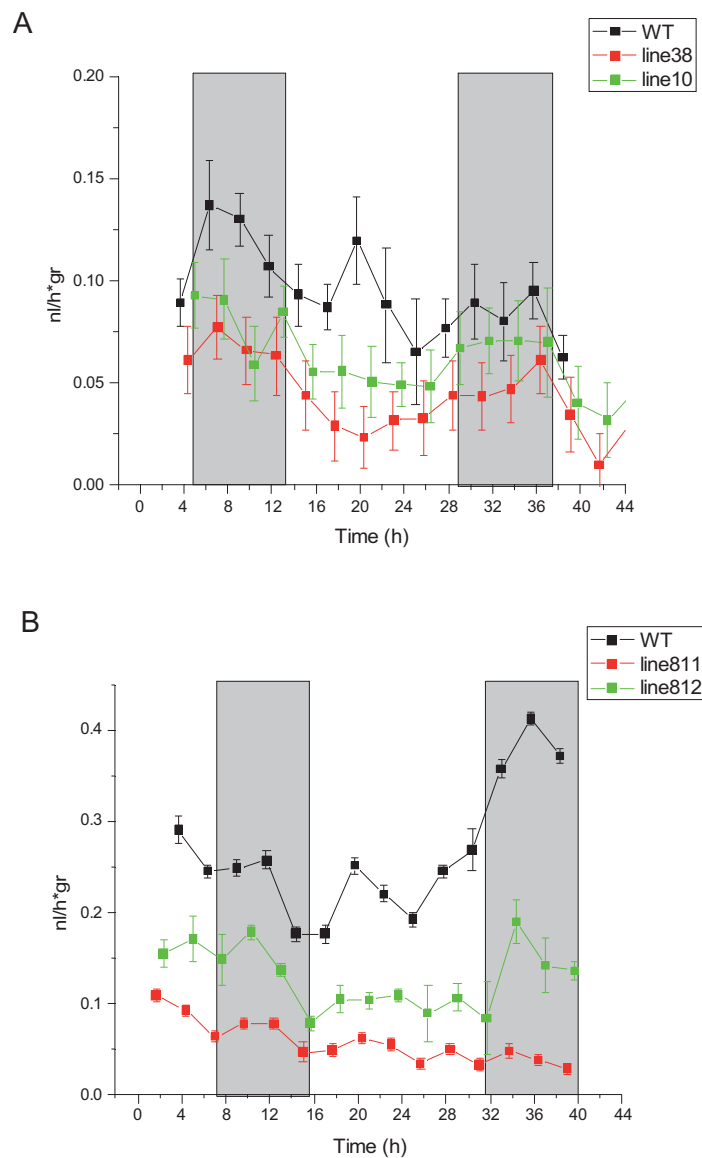 A
WT
line38
line10
0.20
0.15
0.10
0.05
0.00
nl/h*gr
0 4 8 12 16 20 24 28 32 36 40 44
Time (h)
B
WT
line811
line812
0.4
0.3
0.2
0.1
0.0
nl/h*gr
0 4 8 12 16 20 24 28 32 36 40 44
Time (h)